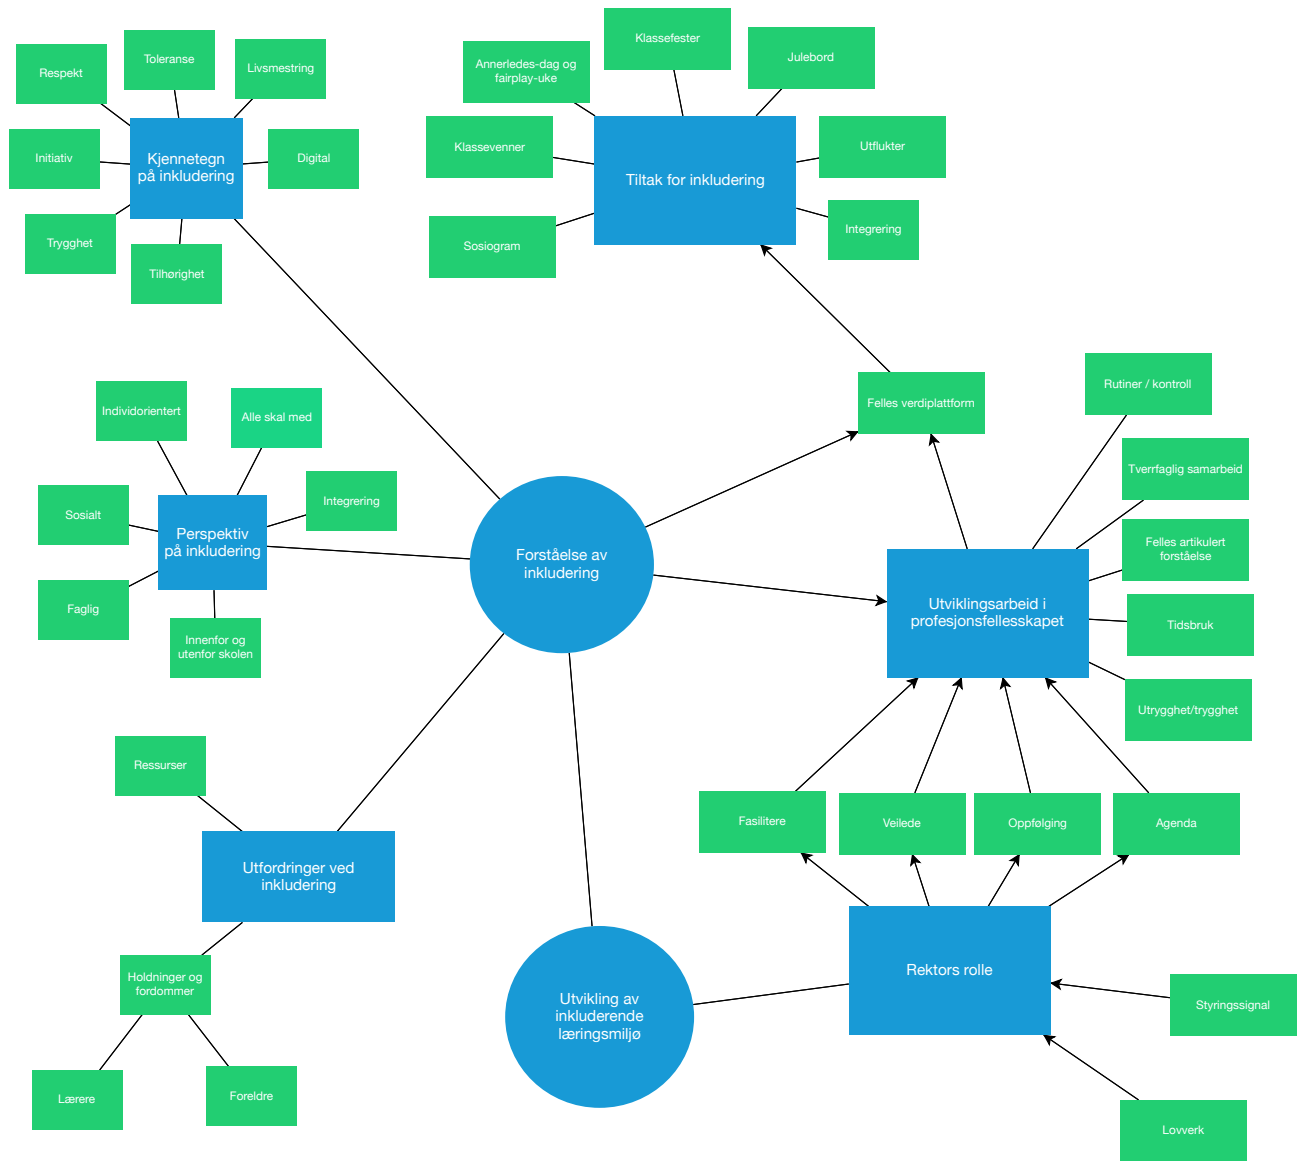 Respekt
Toleranse
Livsmestring
Initiativ
Kjennetegn
på inkludering
Digital
Trygghet
Tilhørighet
Annerledes-dag og
fairplay-uke
Klassefester
Julebord
Klassevenner
Tiltak for inkludering
Utflukter
Sosiogram
Integrering
Individorientert
Alle skal med
Sosialt
Integrering
Perspektiv
på inkludering
Faglig
Innenfor og
utenfor skolen
Forståelse av
inkludering
Felles verdiplattform
Rutiner / kontroll
Tverrfaglig samarbeid
Felles artikulert
forståelse
Utviklingsarbeid i
profesjonsfellesskapet
Tidsbruk
Utrygghet/trygghet
Ressurser
Utfordringer ved
inkludering
Holdninger og
fordommer
Lærere
Foreldre
Fasilitere
Veilede
Oppfølging
Agenda
Utvikling av
inkluderende
læringsmiljø
Rektors rolle
Styringssignal
Lovverk